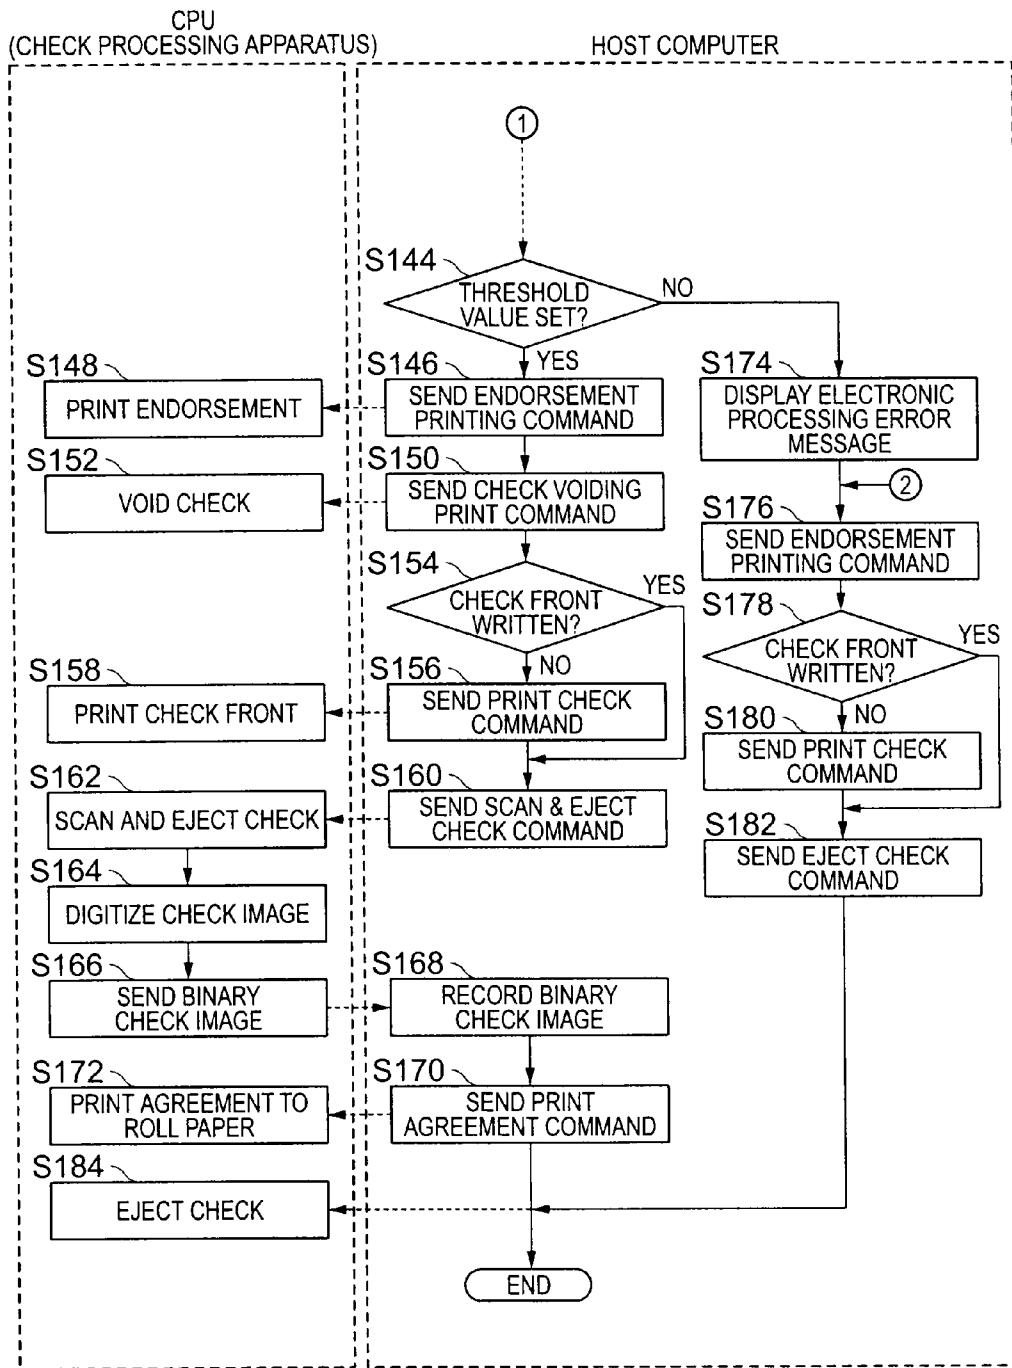 CPU
(CHECK PROCESSING APPARATUS)
HOST COMPUTER
1
S144
THRESHOLD
VALUE SET?
NO
YES
S146
SEND ENDORSEMENT
PRINTING COMMAND
S148
PRINT ENDORSEMENT
S174
DISPLAY ELECTRONIC
PROCESSING ERROR
MESSAGE
S150
SEND CHECK VOIDING
PRINT COMMAND
S152
VOID CHECK
2
S176
SEND ENDORSEMENT
PRINTING COMMAND
S154
CHECK FRONT
WRITTEN?
YES
NO
S178
CHECK FRONT
WRITTEN?
YES
NO
S156
SEND PRINT CHECK
COMMAND
S158
PRINT CHECK FRONT
S180
SEND PRINT CHECK
COMMAND
S160
SEND SCAN & EJECT
CHECK COMMAND
S162
SCAN AND EJECT CHECK
S182
SEND EJECT CHECK
COMMAND
S164
DIGITIZE CHECK IMAGE
S166
SEND BINARY
CHECK IMAGE
S168
RECORD BINARY
CHECK IMAGE
S170
SEND PRINT
AGREEMENT COMMAND
S172
PRINT AGREEMENT TO
ROLL PAPER
S184
EJECT CHECK
END